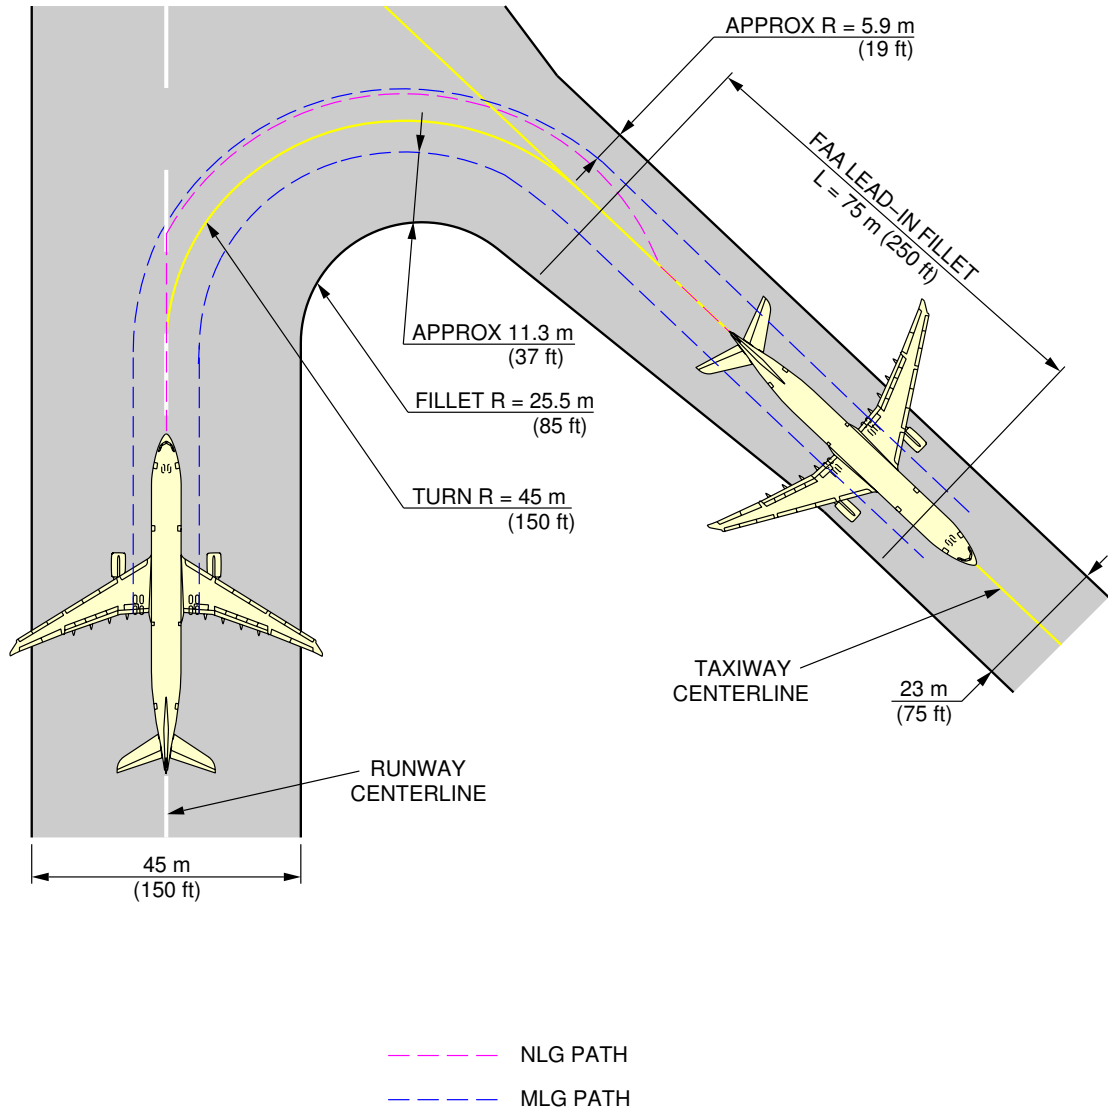 APPROX R = 5.9 m
(19 ft)
FAA LEAD–IN FILLET
L = 75 m (250 ft)
APPROX 11.3 m
(37 ft)
FILLET R = 25.5 m
(85 ft)
TURN R = 45 m
(150 ft)
TAXIWAY
CENTERLINE
23 m
(75 ft)
RUNWAY
CENTERLINE
45 m
(150 ft)
NLG PATH
MLG PATH